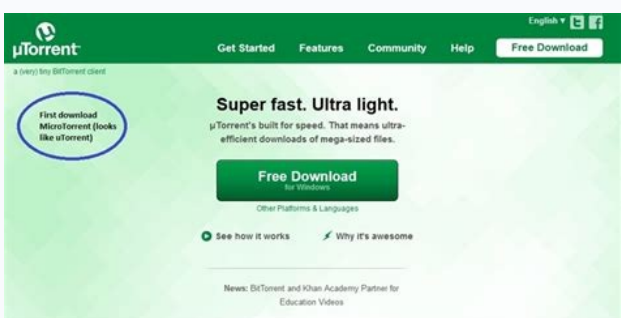 English ▾
µTorrent
Get Started Features Community Help Free Download
a (very) tiny BitTorrent client
First download
MicroTorrent (looks
like uTorrent)
Super fast. Ultra light.
µTorrent's built for speed. That means ultra-
efficient downloads of mega-sized files.
Free Download
for Windows
Other Platforms & Languages
See how it works Why it's awesome
News: BitTorrent and Khan Academy Partner for
Education Videos